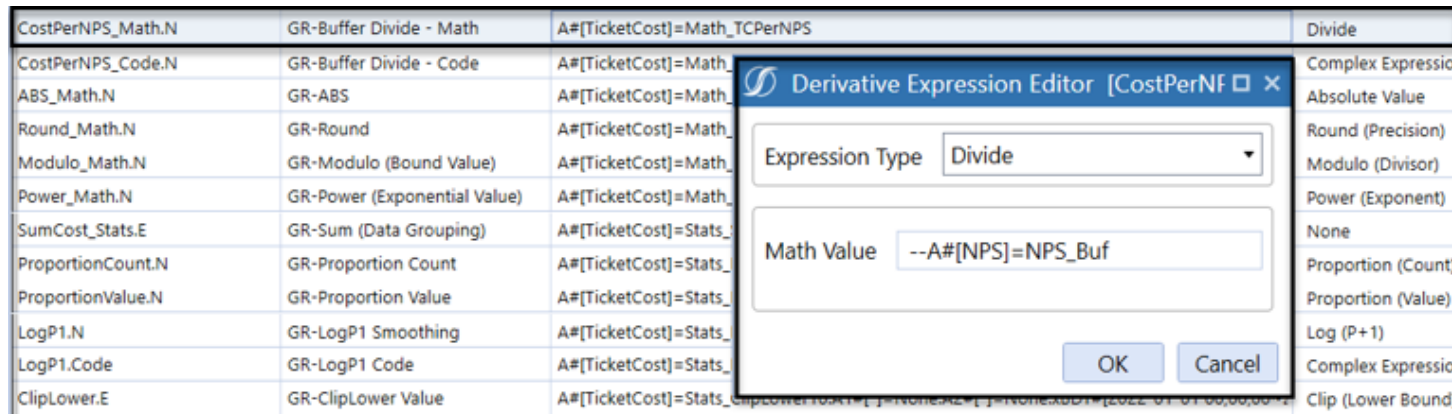 CostPerNPS_Math.N GR-Buffer Divide - Math A#[TicketCost]=Math_TCPerNPS Divide
CostPerNPS_Code.N GR-Buffer Divide - Code A#[TicketCost]=Math_ Complex Expressio
ABS_Math.N GR-ABS A#[TicketCost]=Math_ Absolute Value
Round_Math.N GR-Round A#[TicketCost]=Math_ Round (Precision)
Modulo_Math.N GR-Modulo (Bound Value) A#[TicketCost]=Math_ Modulo (Divisor)
Power_Math.N GR-Power (Exponential Value) A#[TicketCost]=Math_ Power (Exponent)
SumCost_Stats.E GR-Sum (Data Grouping) A#[TicketCost]=Stats_ None
ProportionCount.N GR-Proportion Count A#[TicketCost]=Stats_ Proportion (Count)
ProportionValue.N GR-Proportion Value A#[TicketCost]=Stats_ Proportion (Value)
LogP1.N GR-LogP1 Smoothing A#[TicketCost]=Stats_ Log (P+1)
LogP1.Code GR-LogP1 Code A#[TicketCost]=Stats_ Complex Expressio
ClipLower.E GR-ClipLower Value A#[TicketCost]=Stats_ Clip (Lower Bound
Derivative Expression Editor [CostPerNF
Expression Type Divide
Math Value --A#[NPS]=NPS_Buf
OK Cancel